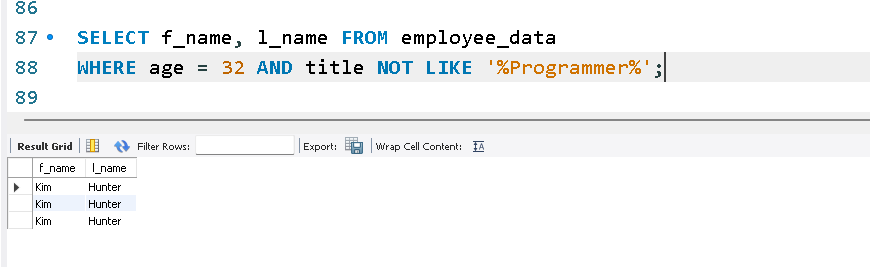 86
87 SELECT f_name, l_name FROM employee_data
88 WHERE age = 32 AND title NOT LIKE '%Programmer%';
89
Result Grid Filter Rows: Export: Wrap Cell Content: IA
f_name l_name
Kim Hunter
Kim Hunter
Kim Hunter